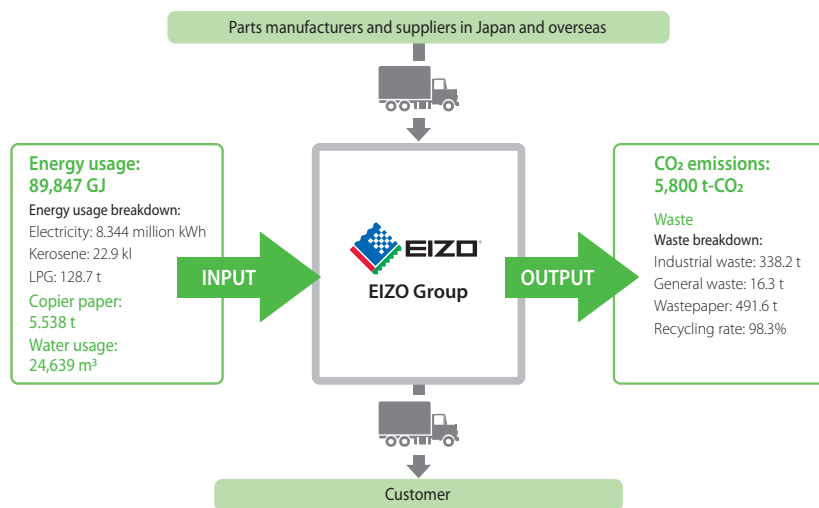 Parts manufacturers and suppliers in Japan and overseas
Energy usage:
89,847 GJ
Energy usage breakdown:
Electricity: 8.344 million kWh
Kerosene: 22.9 kl
LPG: 128.7 t
Copier paper:
5.538 t
Water usage:
24,639 m³
INPUT
EIZO
EIZO Group
OUTPUT
CO₂ emissions:
5,800 t-CO₂
Waste
Waste breakdown:
Industrial waste: 338.2 t
General waste: 16.3 t
Wastepaper: 491.6 t
Recycling rate: 98.3%
Customer